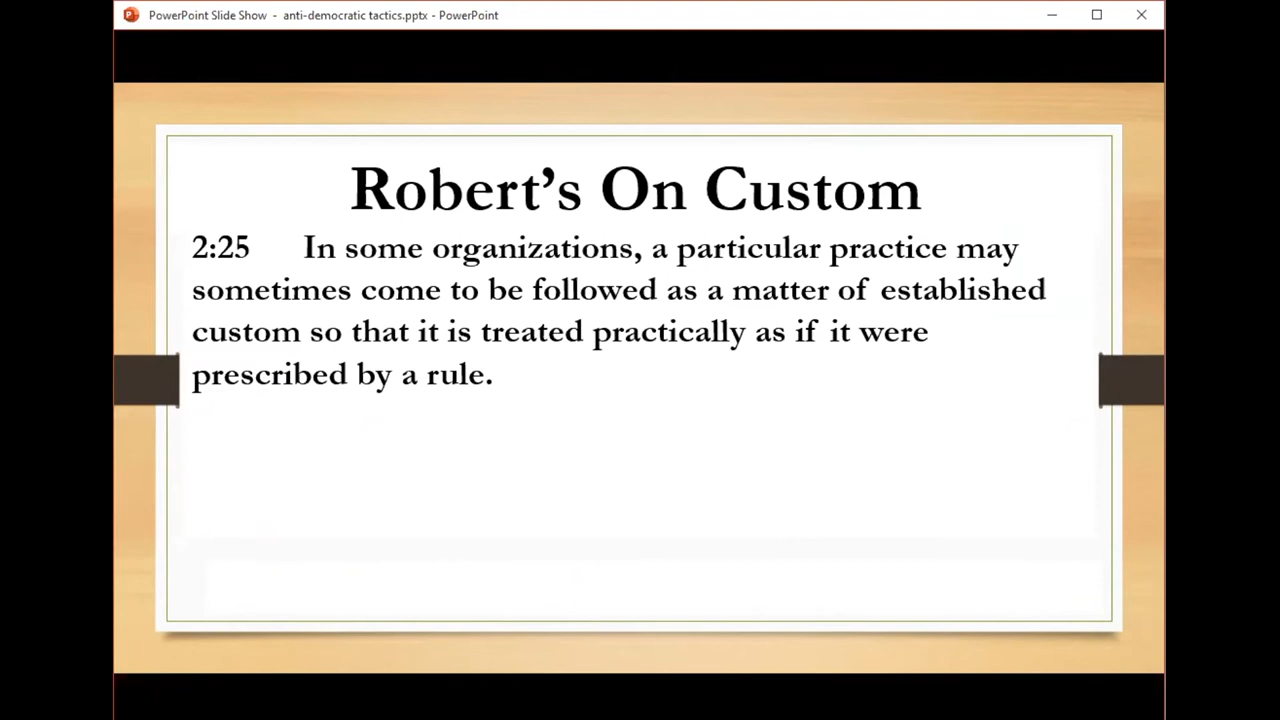 PowerPoint Slide Show - anti-democratic tactics.pptx - PowerPoint
Robert’s On Custom
2:25 In some organizations, a particular practice may
sometimes come to be followed as a matter of established
custom so that it is treated practically as if it were
prescribed by a rule.